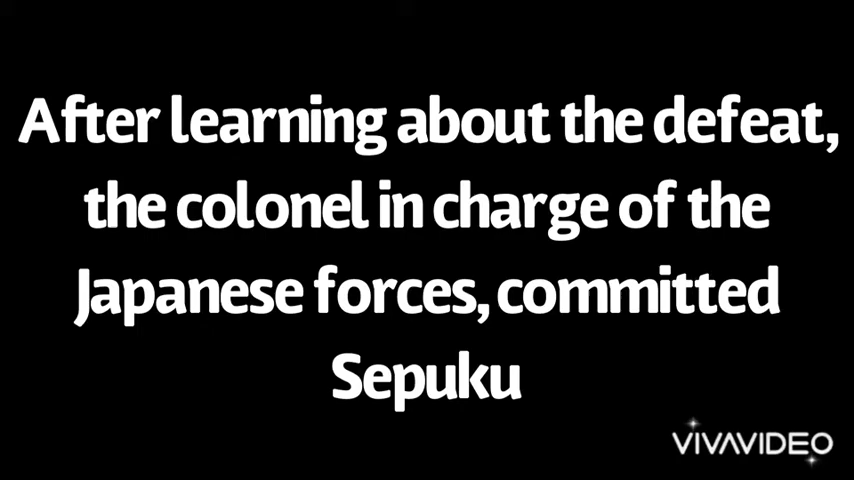 After learning about the defeat,
the colonel in charge of the
Japanese forces, committed
Sepuku
VIVAVIDEO